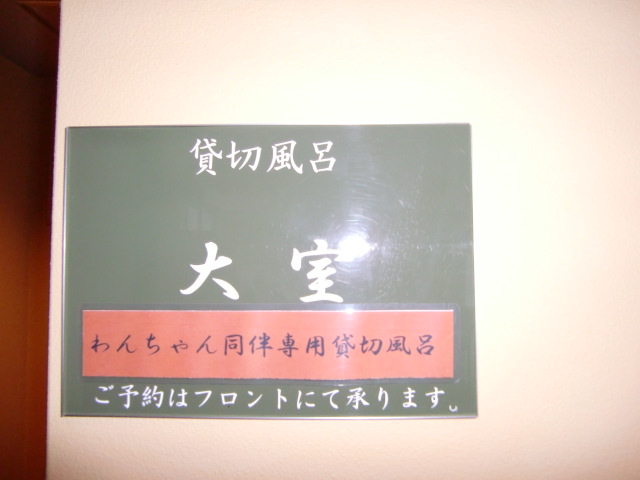 貸切風呂
大室
わんちゃん同伴専用貸切風呂
ご予約はフロントにて承ります。